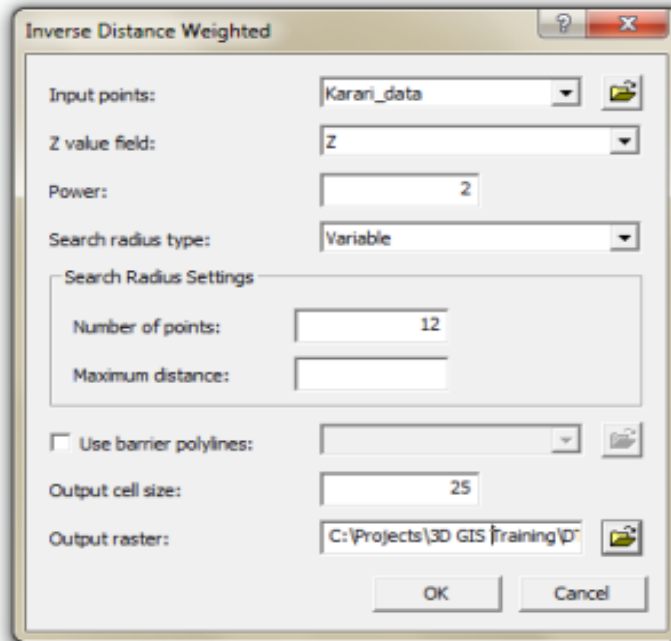 Inverse Distance Weighted
Input points: Karari_data
Z value field: Z
Power: 2
Search radius type: Variable
Search Radius Settings
Number of points: 12
Maximum distance:
Use barrier polylines:
Output cell size: 25
Output raster: C:\Projects\3D GIS Training\DT
OK Cancel